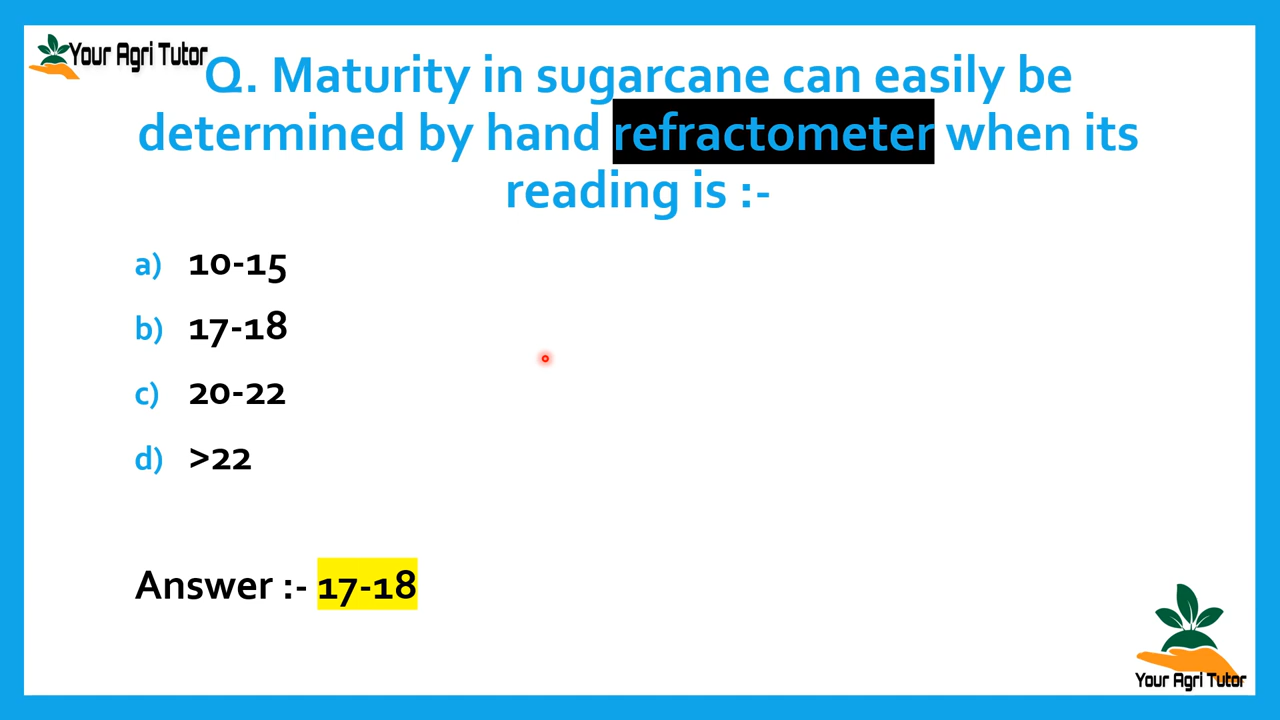 Your Agri Tutor
Q. Maturity in sugarcane can easily be
determined by hand refractometer when its
reading is :-
a) 10-15
b) 17-18
c) 20-22
d) >22
Answer :- 17-18
Your Agri Tutor